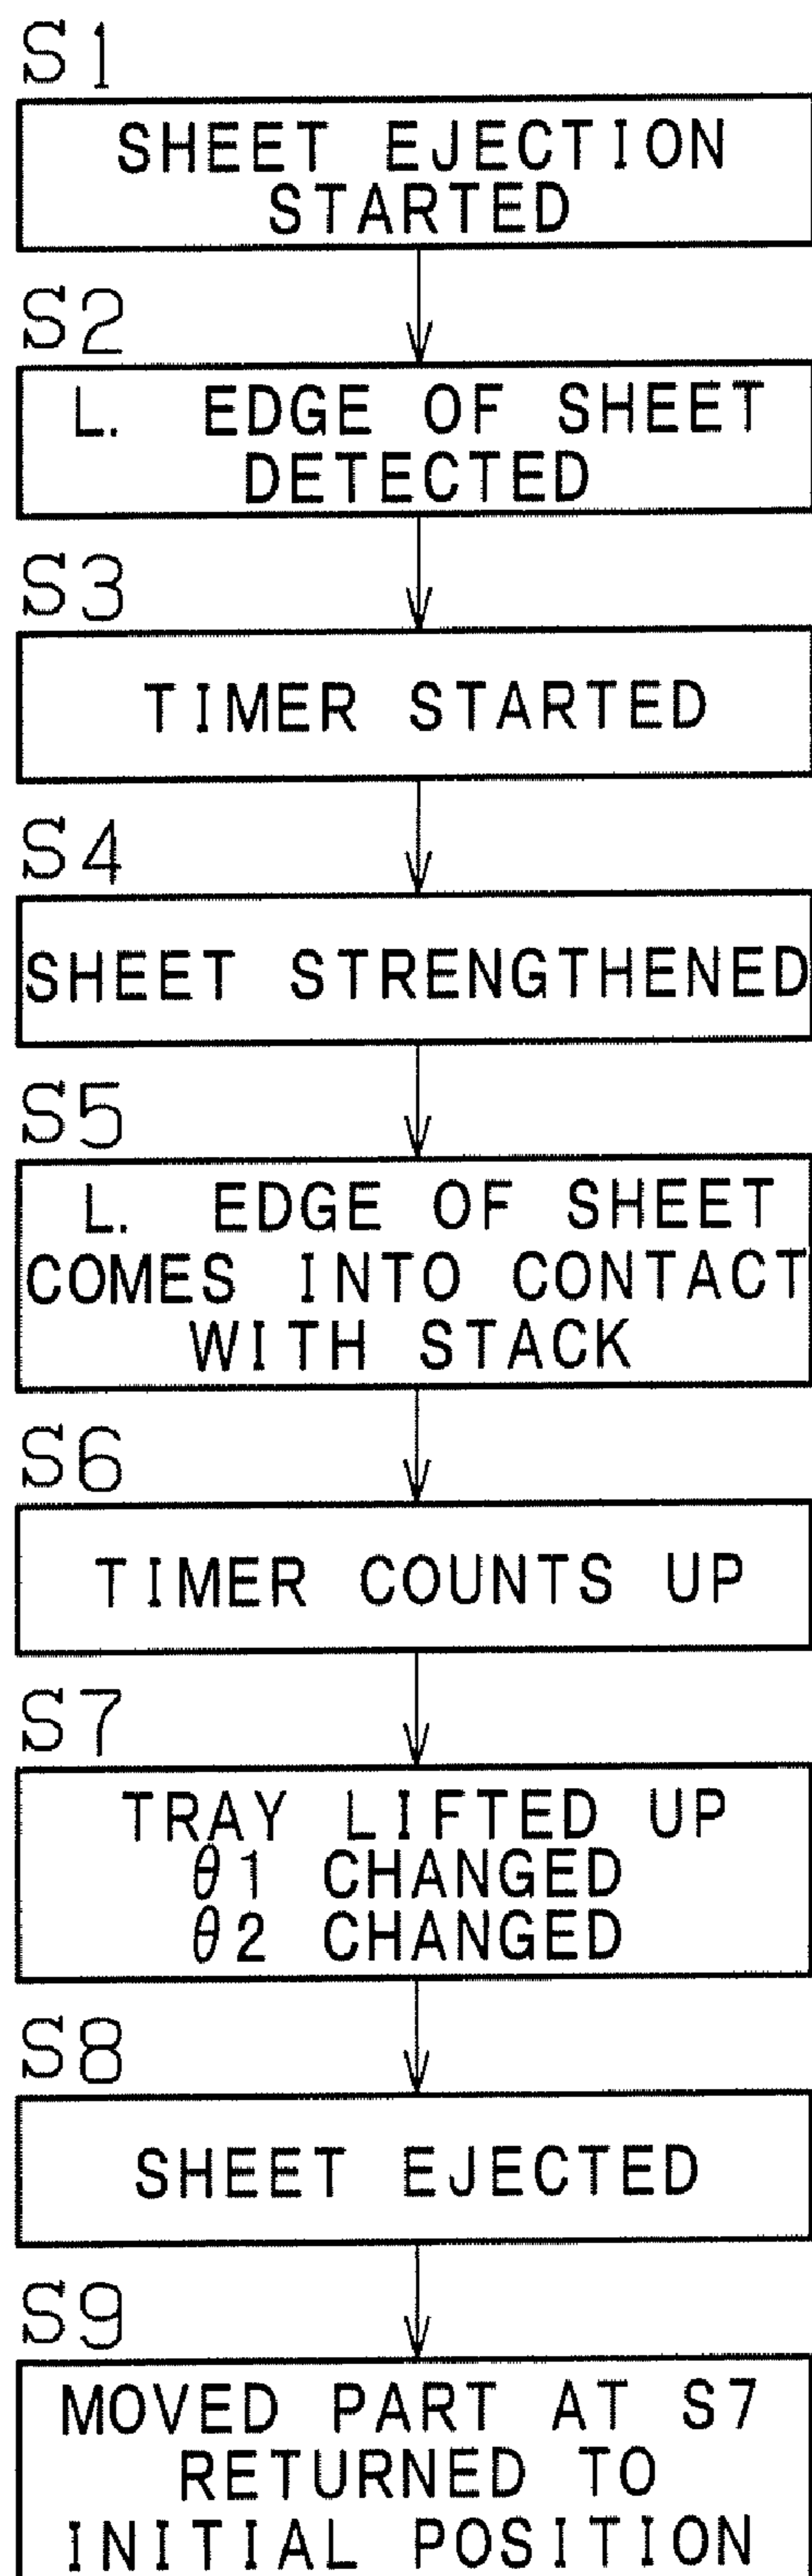 S1
SHEET EJECTION
STARTED
S2
L. EDGE OF SHEET
DETECTED
S3
TIMER STARTED
S4
SHEET STRENGTHENED
S5
L. EDGE OF SHEET
COMES INTO CONTACT
WITH STACK
S6
TIMER COUNTS UP
S7
TRAY LIFTED UP
θ1 CHANGED
θ2 CHANGED
S8
SHEET EJECTED
S9
MOVED PART AT S7
RETURNED TO
INITIAL POSITION